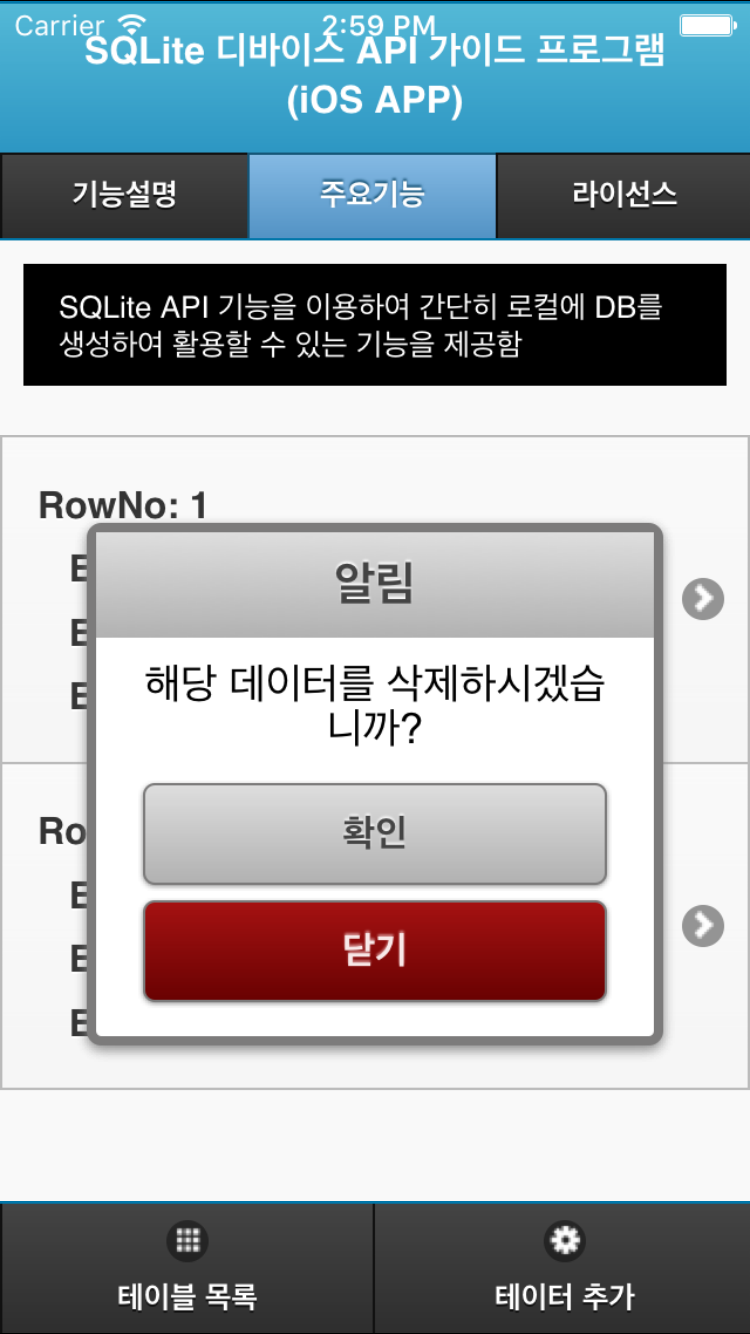 Carrier 2:59 PM
SQLite 디바이스 API 가이드 프로그램
(iOS APP)
기능설명 주요기능 라이선스
SQLite API 기능을 이용하여 간단히 로컬에 DB를
생성하여 활용할 수 있는 기능을 제공함
RowNo: 1
알림
해당 데이터를 삭제하시겠습
니까?
확인
닫기
테이블 목록 테이터 추가